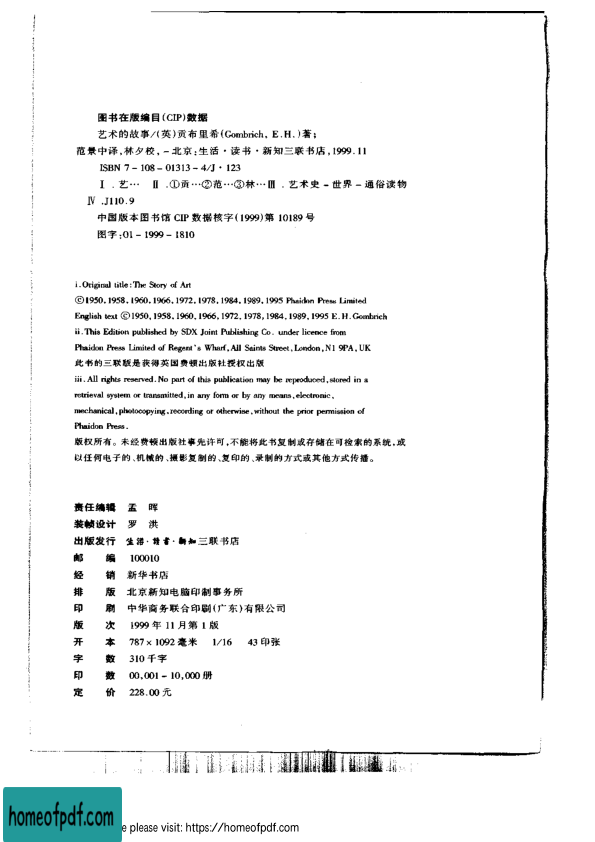 图书在版编目(CIP)数据
艺术的故事/(英)贡布里希(Gombrich, E.H.)著;
范景中译,林夕校. -北京:生活·读书·新知三联书店,1999.11
ISBN 7-108-01313-4/J·123
Ⅰ.艺… Ⅱ.①贡…②范…③林…Ⅲ.艺术史-世界-通俗读物
Ⅳ.J110.9
中国版本图书馆CIP数据核字(1999)第10189号
图字:01-1999-1810
i.Original title:The Story of Art
©1950,1958,1960,1966,1972,1978,1984,1989,1995 Phaidon Press Limited
English text ©1950,1958,1960,1966,1972,1978,1984,1989,1995 E.H.Gombrich
ii.This Edition published by SDX Joint Publishing Co. under licence from
Phaidon Press Limited of Regent's Wharf,All Saints Street,London,N1 9PA,UK
此书的三联版是获得英国费顿出版社授权出版
iii.All rights reserved.No part of this publication may be reproduced,stored in a
retrieval system or transmitted,in any form or by any means,electronic,
mechanical,photocopying,recording or otherwise,without the prior permission of
Phaidon Press.
版权所有。未经费顿出版社事先许可,不能将此书复制或存储在可检索的系统,或
以任何电子的、机械的、摄影复制的、复印的、录制的方式或其他方式传播。
责任编辑 孟 晖
装帧设计 罗 洪
出版发行 生活·读书·新知三联书店
邮 编 100010
经 销 新华书店
排 版 北京新知电脑印制事务所
印 刷 中华商务联合印刷(广东)有限公司
版 次 1999年11月第1版
开 本 787×1092毫米 1/16 43印张
字 数 310千字
印 数 00,001-10,000册
定 价 228.00元
homeofpdf.com
e please visit: https://homeofpdf.com